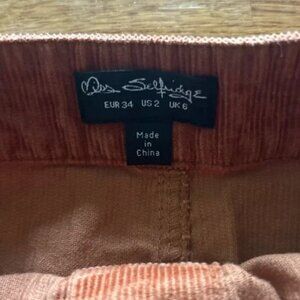 Miss Selfridge
EUR 34 US 2 UK 6
Made
in
China